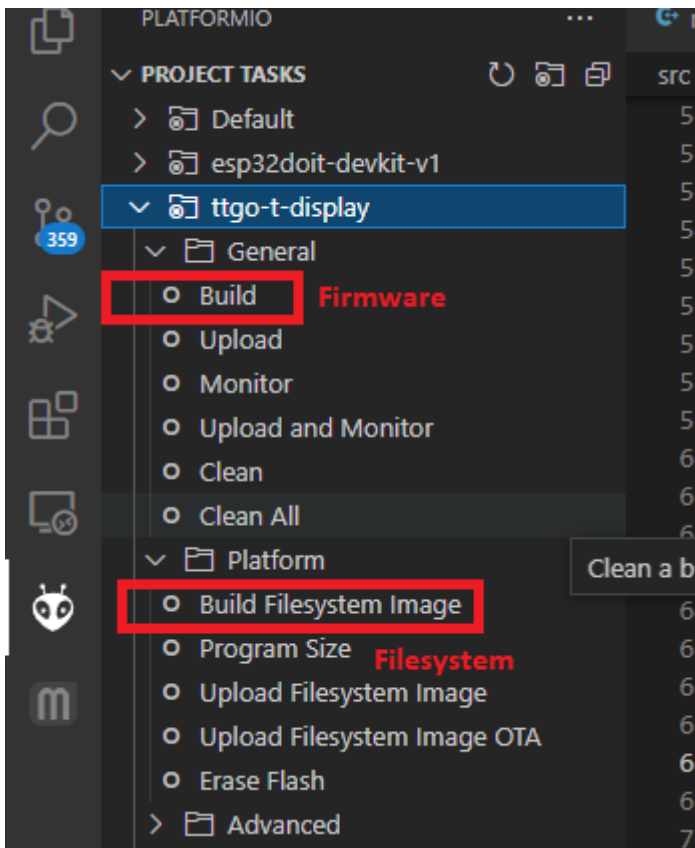 PLATFORMIO
PROJECT TASKS
src
Default
esp32doit-devkit-v1
ttgo-t-display
359
General
Build Firmware
Upload
Monitor
Upload and Monitor
Clean
Clean All
Platform
Clean a b
Build Filesystem Image
Program Size Filesystem
Upload Filesystem Image
Upload Filesystem Image OTA
Erase Flash
Advanced